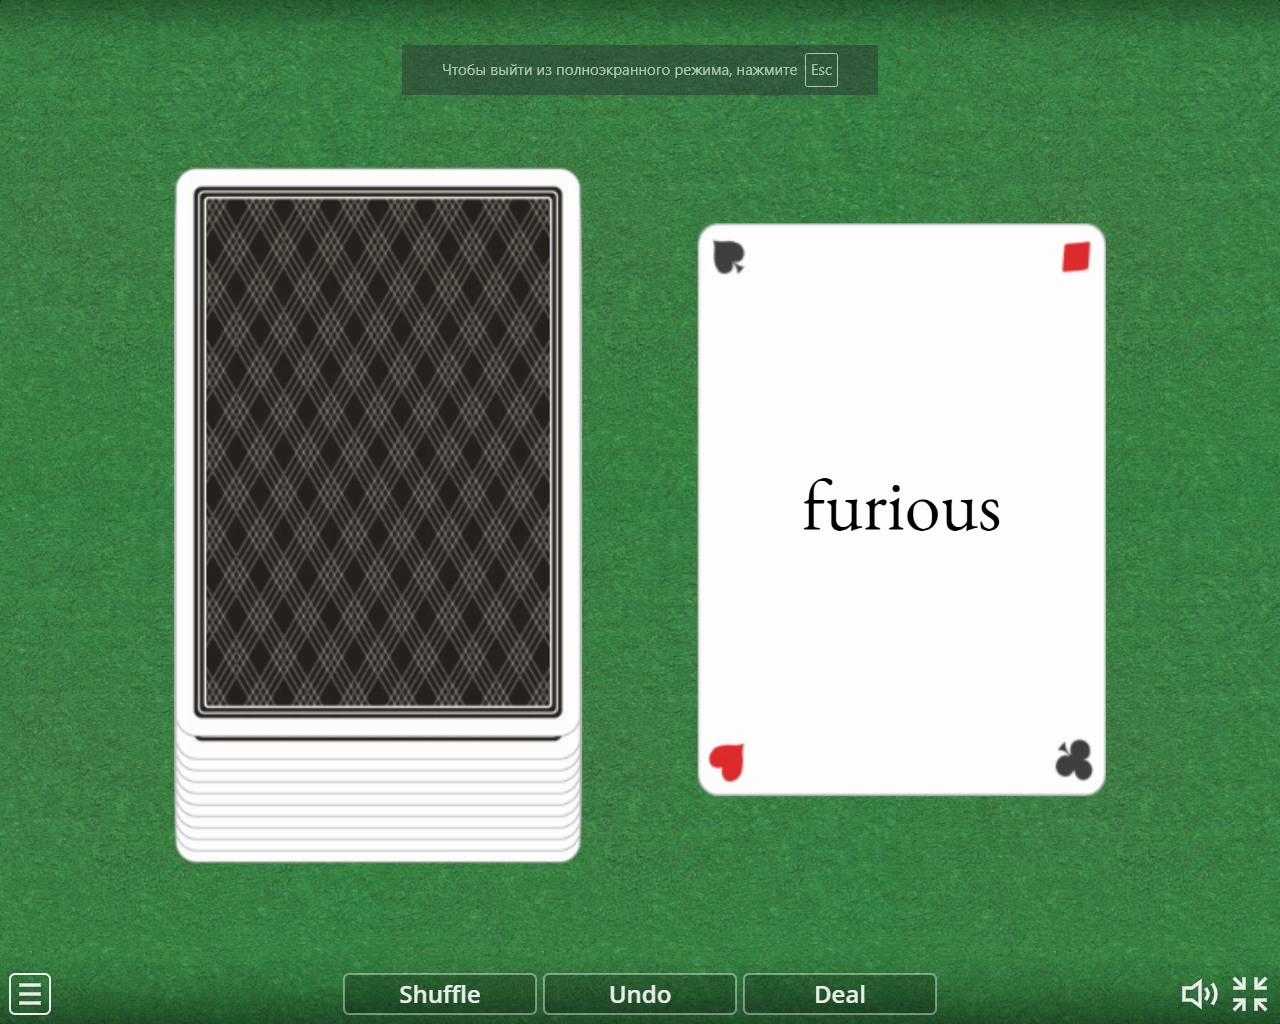 Чтобы выйти из полноэкранного режима, нажмите Esc
furious
Shuffle
Undo
Deal